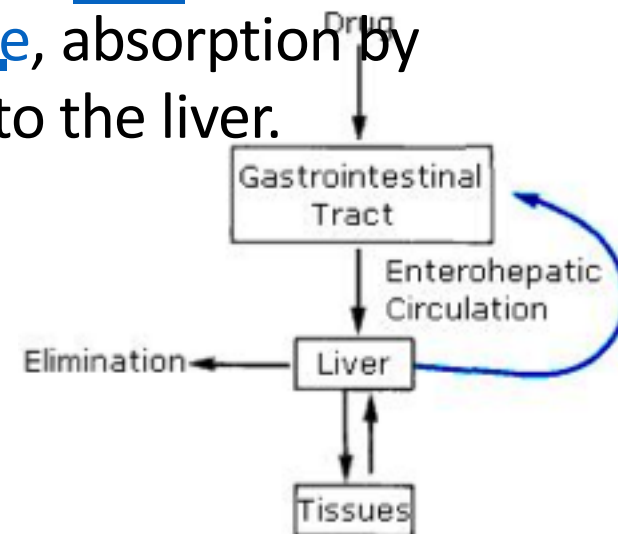 Drug
e, absorption by
to the liver.
Gastrointestinal
Tract
Enterohepatic
Circulation
Elimination
Liver
Tissues